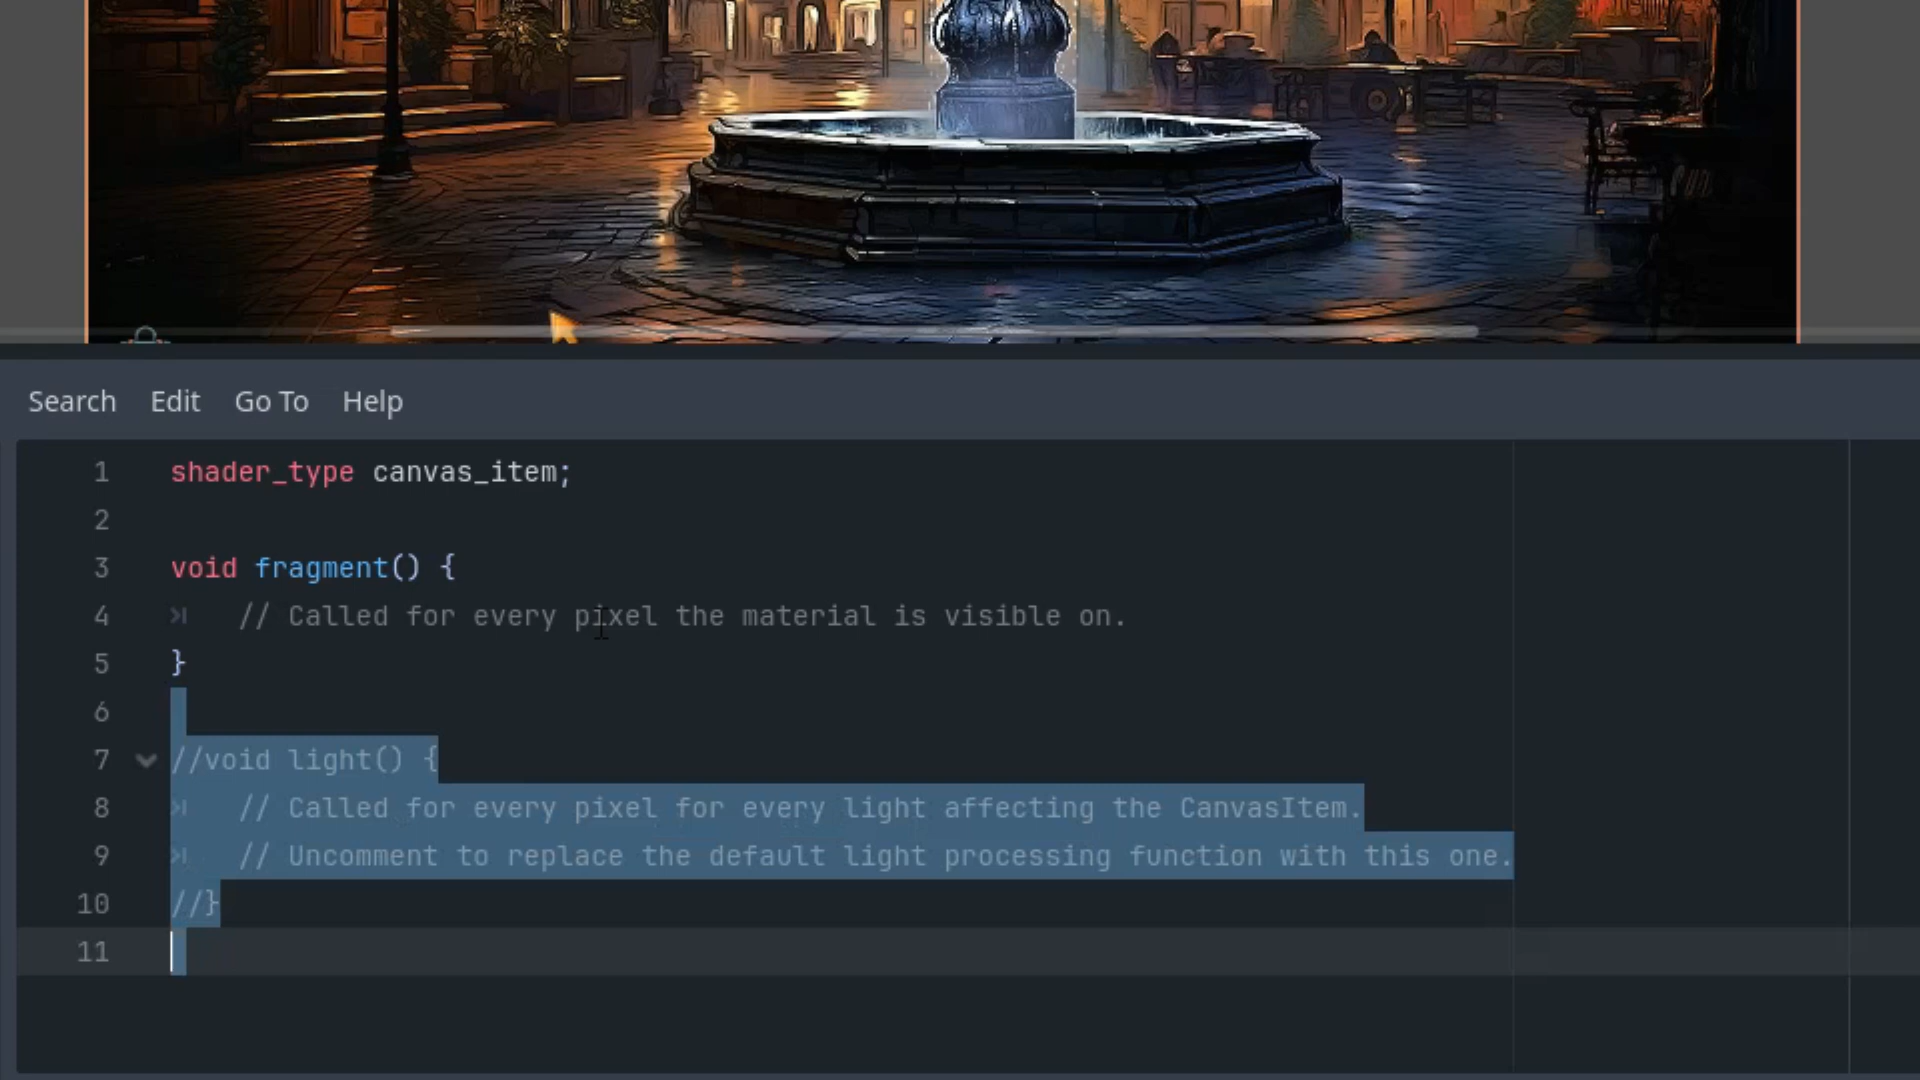 Search Edit Go To Help
1 shader_type canvas_item;
2
3 void fragment() {
4 // Called for every pixel the material is visible on.
5 }
6
7 //void light() {
8 // Called for every pixel for every light affecting the CanvasItem.
9 // Uncomment to replace the default light processing function with this one.
10 //}
11